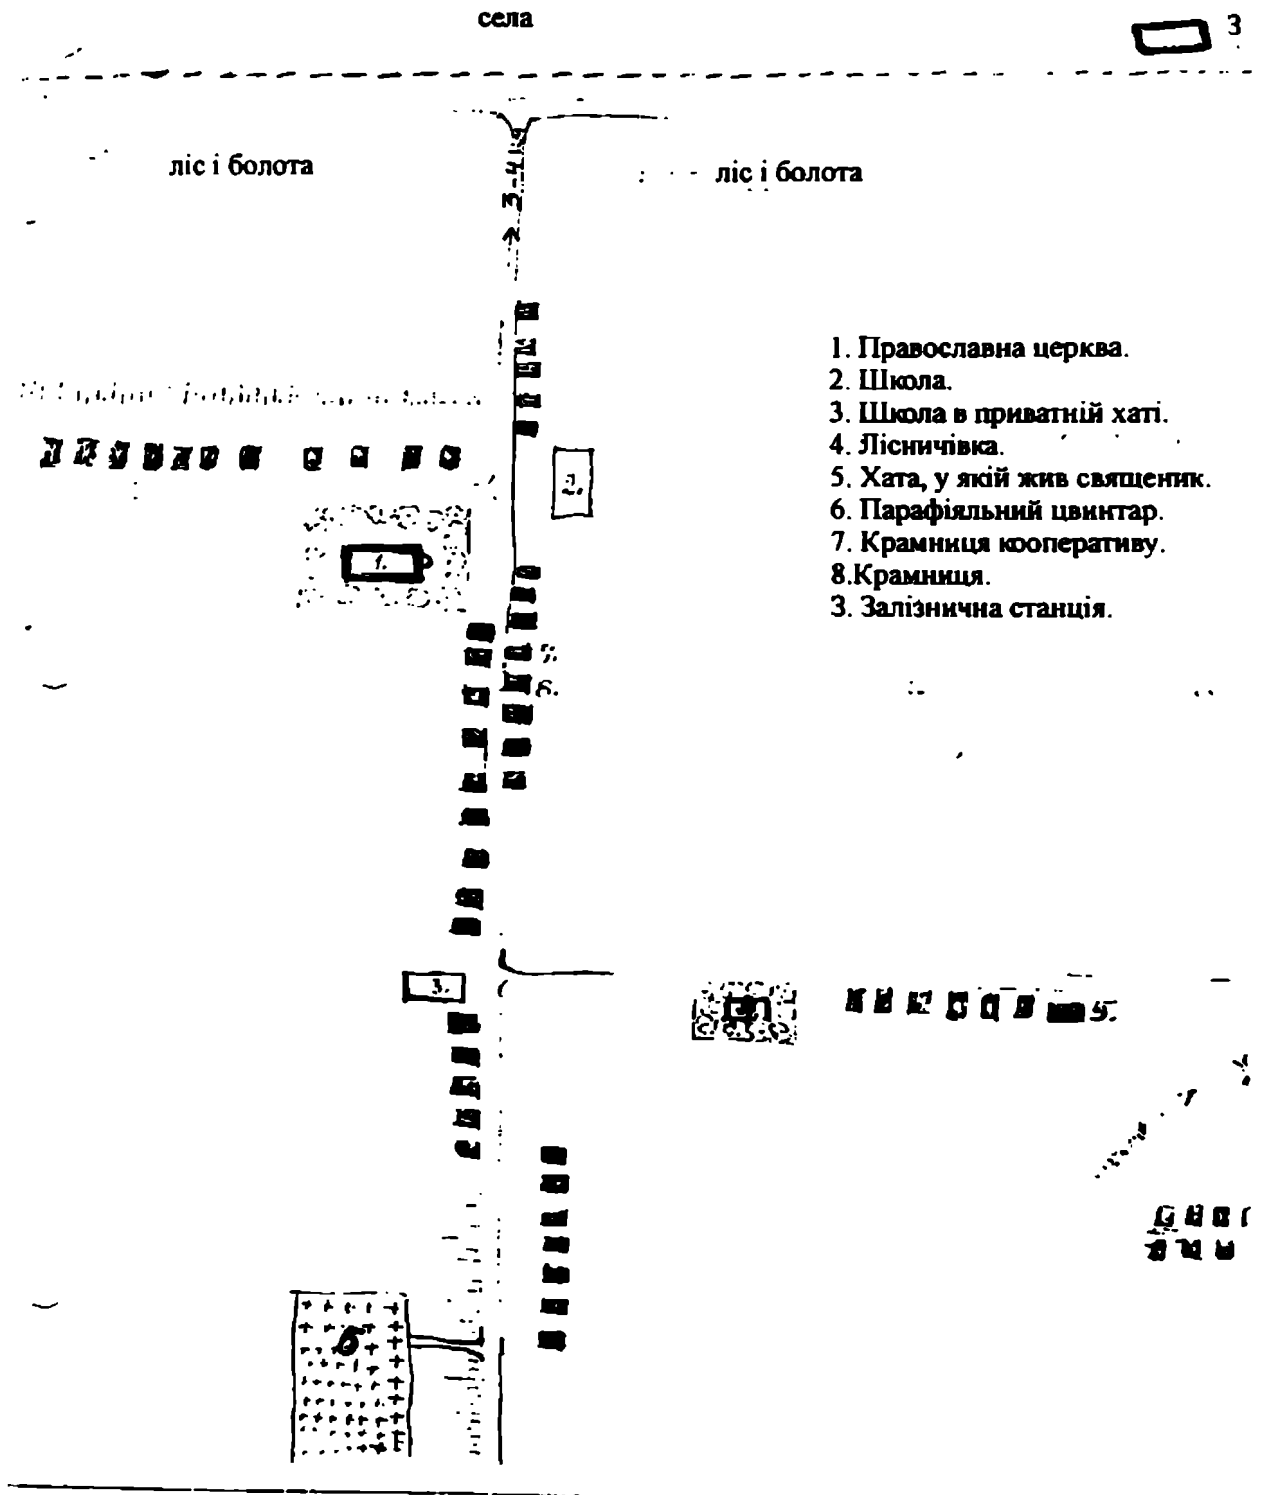 села
3
ліс і болота
ліс і болота
→ 3-4
1. Православна церква.
2. Школа.
3. Школа в приватній хаті.
4. Лісничівка.
5. Хата, у якій жив священик.
6. Парафіяльний цвинтар.
7. Крамниця кооперативу.
8.Крамниця.
3. Залізнична станція.
2.
1.
7.
8.
3.
5.
6